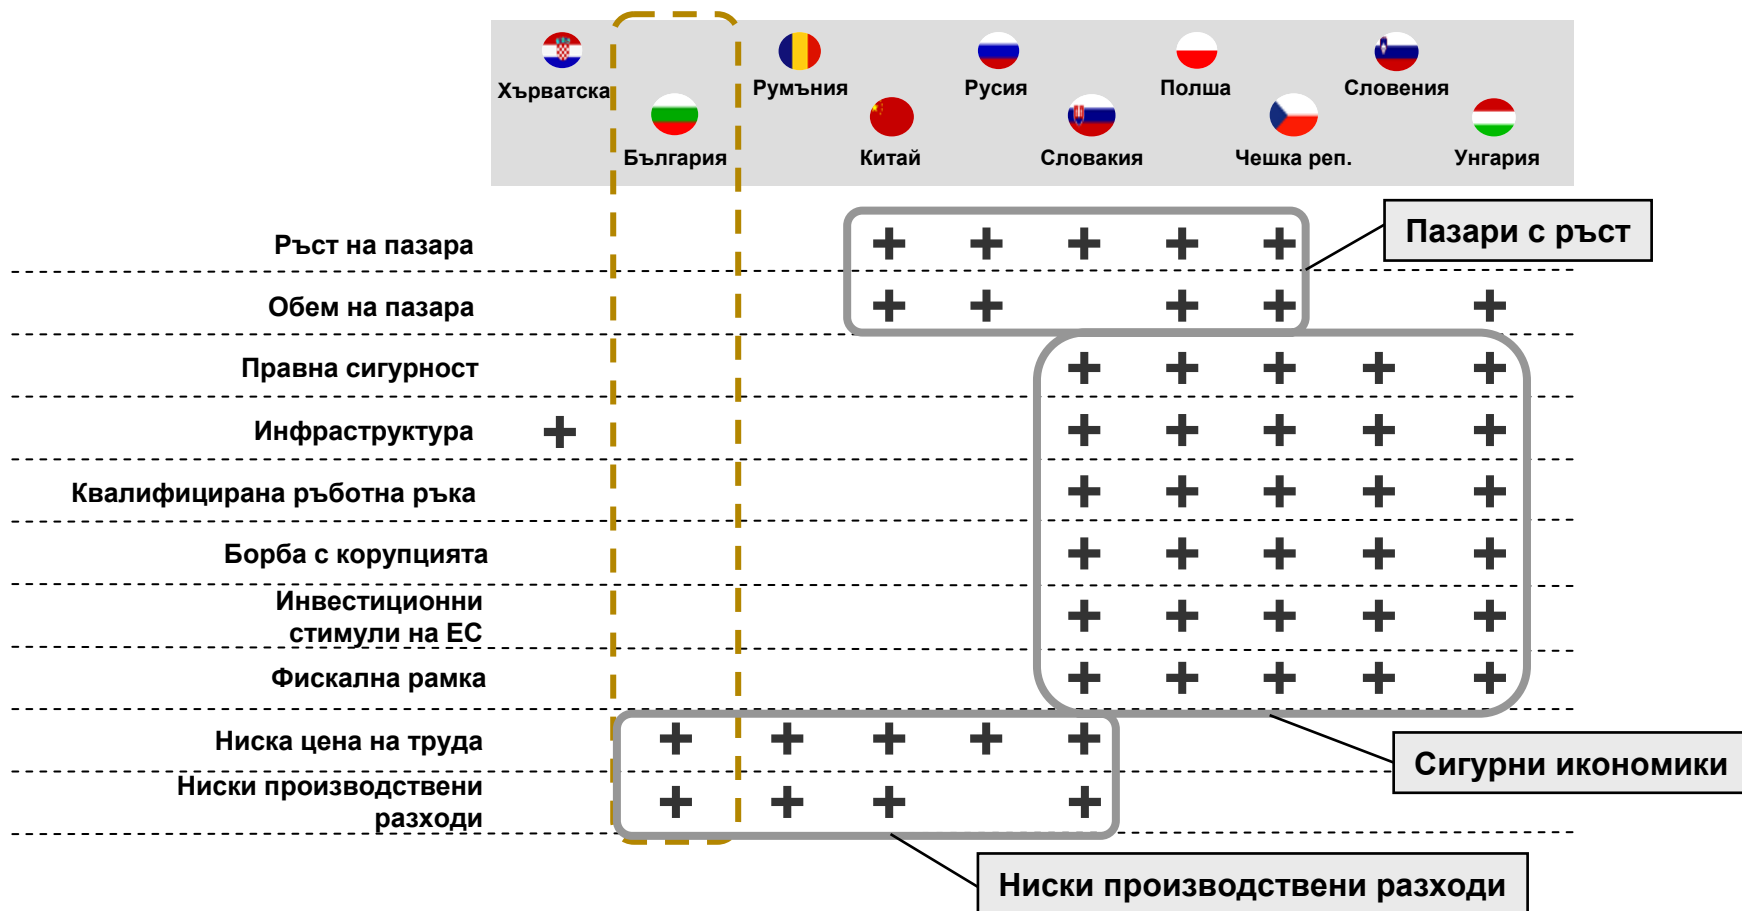 Хърватска
Румъния
Русия
Полша
Словения
България
Китай
Словакия
Чешка реп.
Унгария
Ръст на пазара
Пазари с ръст
Обем на пазара
Правна сигурност
Инфраструктура
Квалифицирана ръботна ръка
Борба с корупцията
Инвестиционни
стимули на ЕС
Фискална рамка
Ниска цена на труда
Сигурни икономики
Ниски производствени
разходи
Ниски производствени разходи